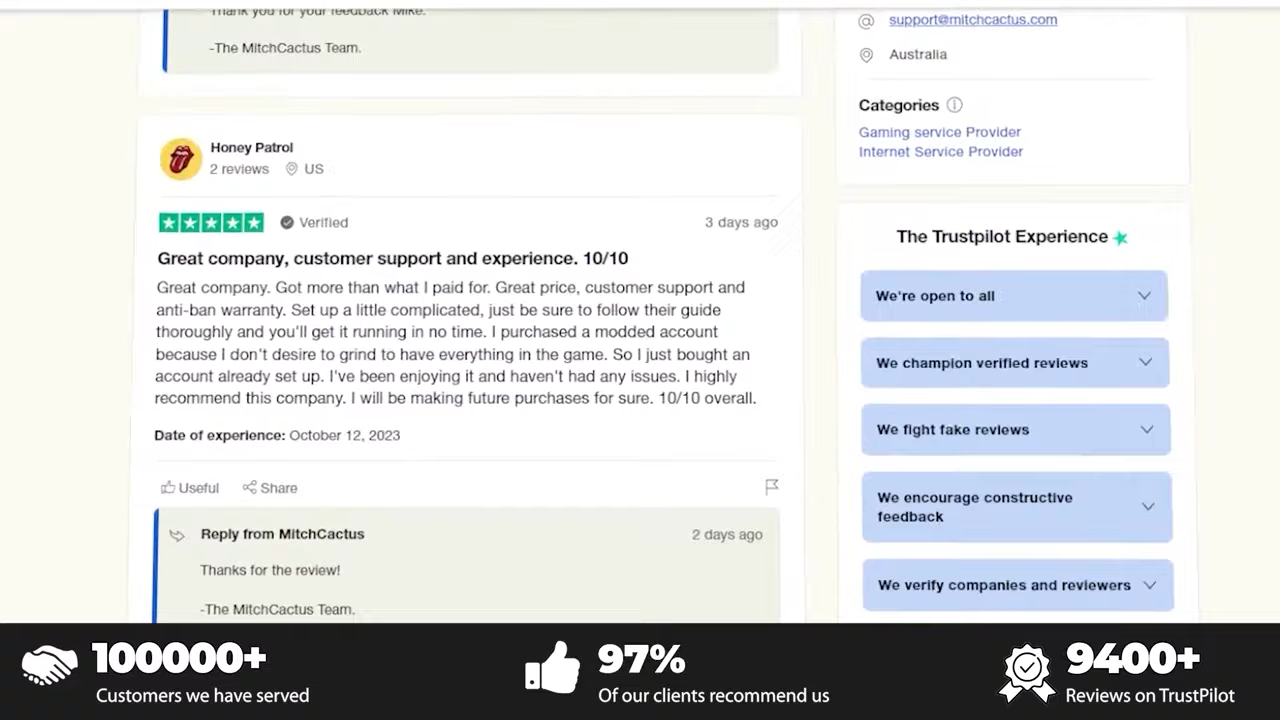 Thank you for your feedback Mike.
-The MitchCactus Team.
support@mitchcactus.com
Australia
Categories
Gaming service Provider
Internet Service Provider
Honey Patrol
2 reviews US
Verified
3 days ago
Great company, customer support and experience. 10/10
Great company. Got more than what I paid for. Great price, customer support and
anti-ban warranty. Set up a little complicated, just be sure to follow their guide
thoroughly and you'll get it running in no time. I purchased a modded account
because I don't desire to grind to have everything in the game. So I just bought an
account already set up. I've been enjoying it and haven't had any issues. I highly
recommend this company. I will be making future purchases for sure. 10/10 overall.
Date of experience: October 12, 2023
Useful Share
Reply from MitchCactus
2 days ago
Thanks for the review!
-The MitchCactus Team.
The Trustpilot Experience
We're open to all
We champion verified reviews
We fight fake reviews
We encourage constructive
feedback
We verify companies and reviewers
100000+
Customers we have served
97%
Of our clients recommend us
9400+
Reviews on TrustPilot